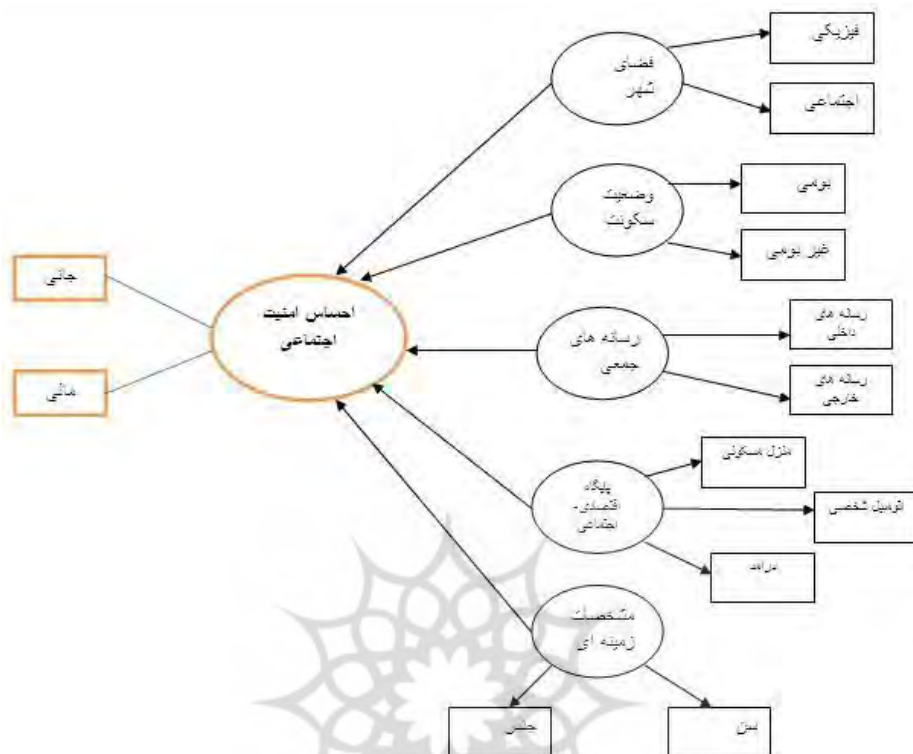 فیزیکی
فضای
شهر
اجتماعی
بومی
وضعیت
سکونت
غیر بومی
جانی
احساس امنیت
اجتماعی
رسانه های
داخلی
رسانه های
جمعی
مالی
رسانه های
خارجی
منزل مسکونی
پایگاه
اقتصادی-
اجتماعی
اتومبیل شخصی
درامد
مشخصات
زمینه ای
جنس
سن